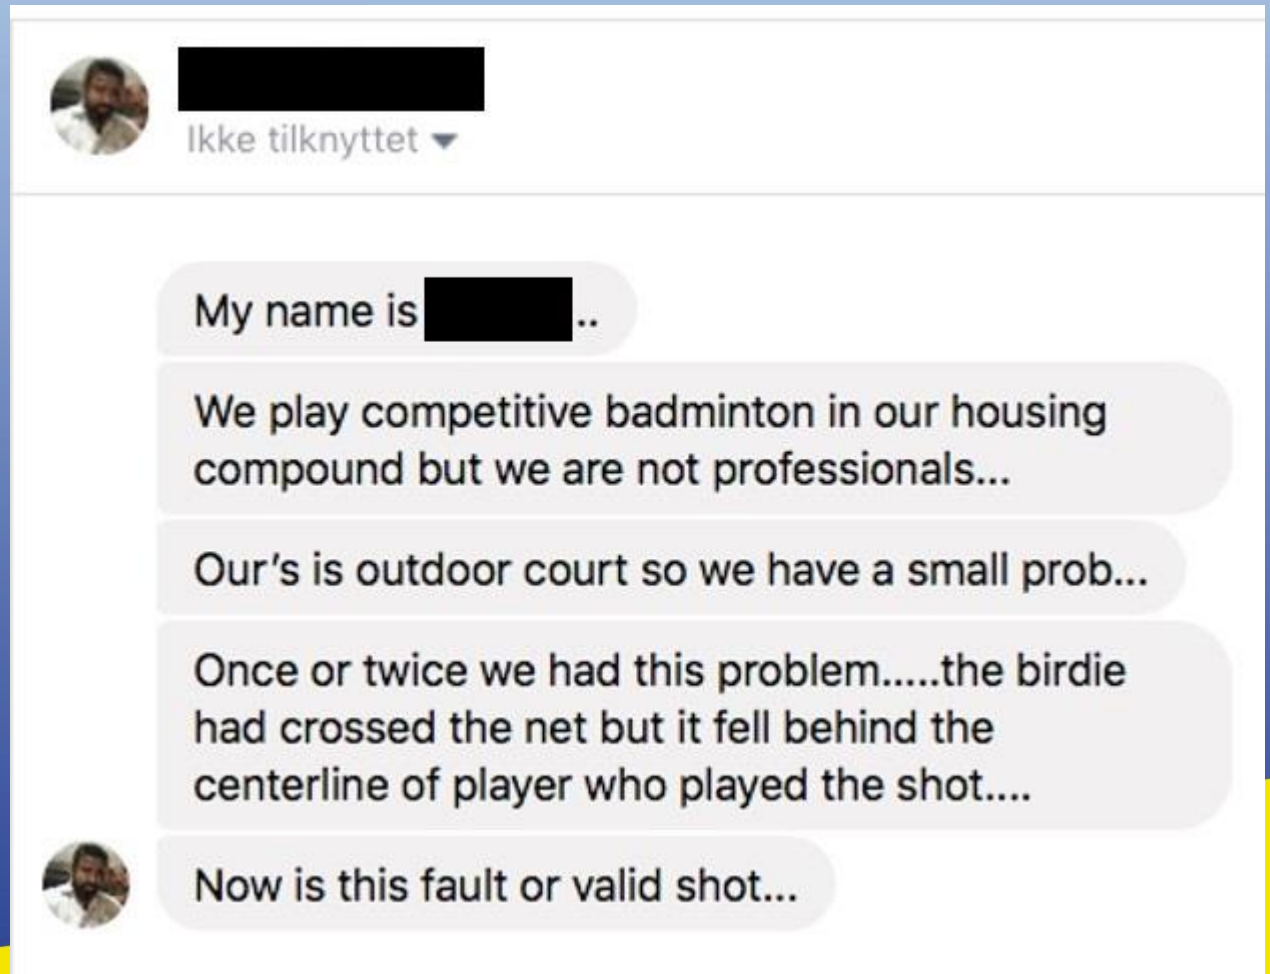 Ikke tilknyttet
My name is ..
We play competitive badminton in our housing
compound but we are not professionals...
Our's is outdoor court so we have a small prob...
Once or twice we had this problem.....the birdie
had crossed the net but it fell behind the
centerline of player who played the shot....
Now is this fault or valid shot...